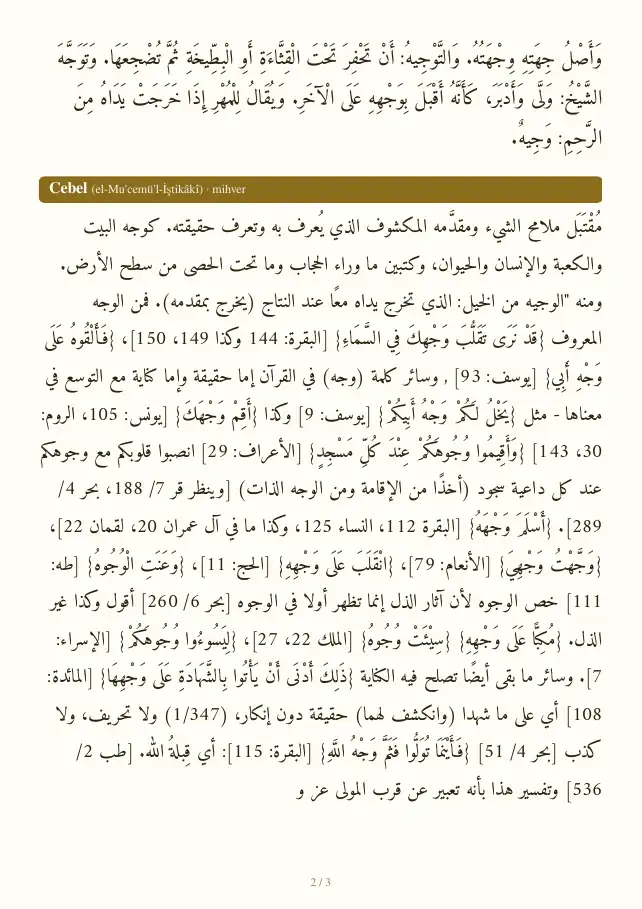 وَأَصْلُ جِهَتِهِ وِجْهَتُهُ. وَالتَّوْجِيهُ: أَنْ تَحْفِرَ تَحْتَ الْقِثَّاءَةِ أَوِ الْبِطِّيخَةِ ثُمَّ تُضْجِعَهَا. وَتَوَجَّهَ
الشَّيْخُ: وَلَّى وَأَدْبَرَ، كَأَنَّهُ أَقْبَلَ بِوَجْهِهِ عَلَى الْآخَرِ. وَيُقَالُ لِلْمُهْرِ إِذَا خَرَجَتْ يَدَاهُ مِنَ
الرَّحِمِ: وَجِيهٌ.
Cebel (el-Mu'cemü'l-İştikâkî) · mihver
مُقْتَبَل ملامح الشيء ومقدَّمه المكشوف الذي يُعرف به وتعرف حقيقته. كوجه البيت
والكعبة والإنسان والحيوان، وكتبين ما وراء الحجاب وما تحت الحصى من سطح الأرض.
ومنه "الوجيه من الخيل: الذي تخرج يداه معًا عند النتاج (يخرج بمقدمه). فمن الوجه
المعروف {قَدْ نَرَى تَقَلُّبَ وَجْهِكَ فِي السَّمَاءِ} [البقرة: 144 وكذا 149، 150]، {فَأَلْقُوهُ عَلَى
وَجْهِ أَبِي} [يوسف: 93] , وسائر كلمة (وجه) في القرآن إما حقيقة وإما كناية مع التوسع في
معناها - مثل {يَخْلُ لَكُمْ وَجْهُ أَبِيكُمْ} [يوسف: 9] وكذا {أَقِمْ وَجْهَكَ} [يونس: 105، الروم:
30، 143] {وَأَقِيمُوا وُجُوهَكُمْ عِنْدَ كُلِّ مَسْجِدٍ} [الأعراف: 29] انصبوا قلوبكم مع وجوهكم
عند كل داعية سجود (أخذًا من الإقامة ومن الوجه الذات) [وينظر قر 7/ 188، بحر 4/
289]. {أَسْلَمَ وَجْهَهُ} [البقرة 112، النساء 125، وكذا ما في آل عمران 20، لقمان 22]،
{وَجَّهْتُ وَجْهِيَ} [الأنعام: 79]، {انْقَلَبَ عَلَى وَجْهِهِ} [الحج: 11]، {وَعَنَتِ الْوُجُوهُ} [طه:
111] خص الوجوه لأن آثار الذل إنما تظهر أولا في الوجوه [بحر 6/ 260] أقول وكذا غير
الذل. {مُكِبًّا عَلَى وَجْهِهِ} {سِيئَتْ وُجُوهُ} [الملك 22، 27]، {لِيَسُوءُوا وُجُوهَكُمْ} [الإسراء:
7]. وسائر ما بقى أيضًا تصلح فيه الكناية {ذَلِكَ أَدْنَى أَنْ يَأْتُوا بِالشَّهَادَةِ عَلَى وَجْهِهَا} [المائدة:
108] أي على ما شهدا (وانكشف لهما) حقيقة دون إنكار، (1/347) ولا تحريف، ولا
كذب [بحر 4/ 51] {فَأَيْنَمَا تُوَلُّوا فَثَمَّ وَجْهُ اللَّهِ} [البقرة: 115]: أي قِبلةُ الله. [طب 2/
536] وتفسير هذا بأنه تعبير عن قرب المولى عز و
2 / 3